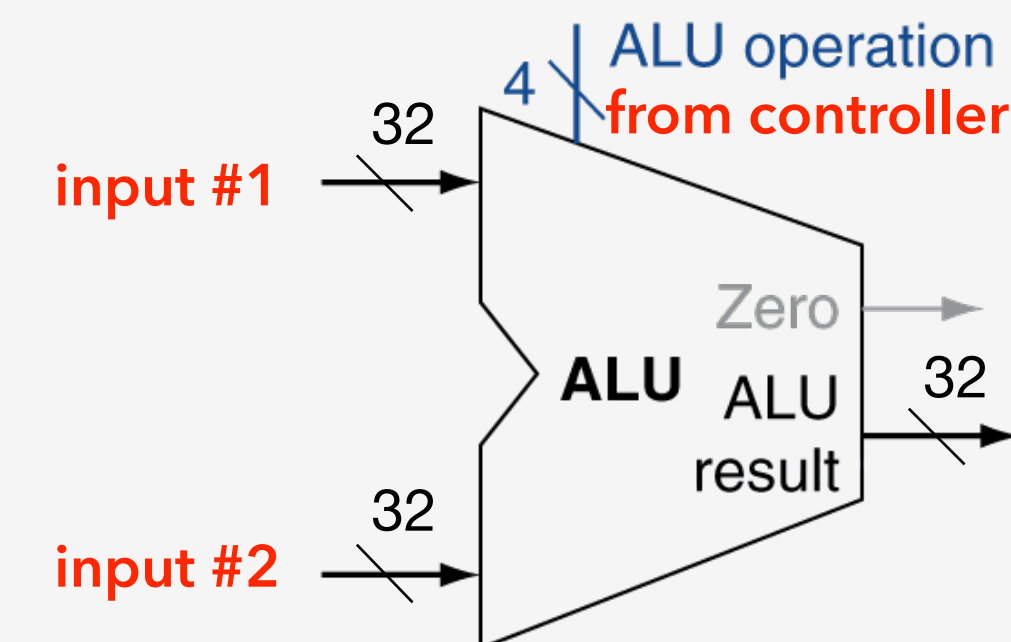 4
ALU operation
from controller
32
input #1
Zero
ALU
ALU
result
32
32
input #2